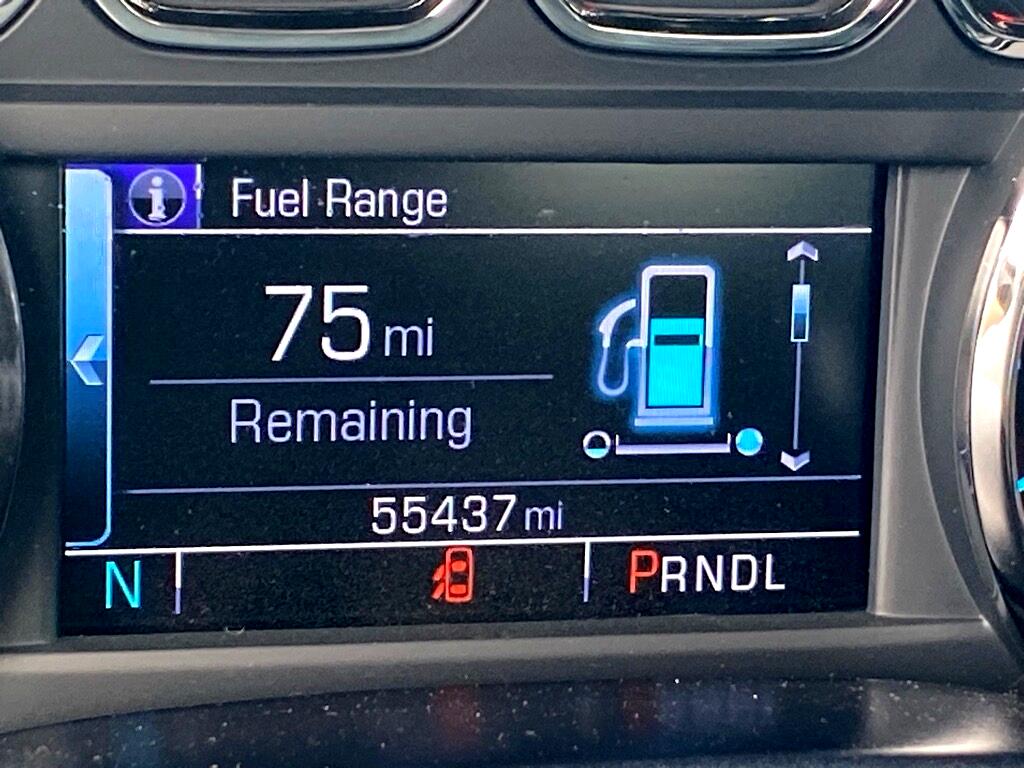 i Fuel Range
75 mi
Remaining
55437 mi
N PRNDL